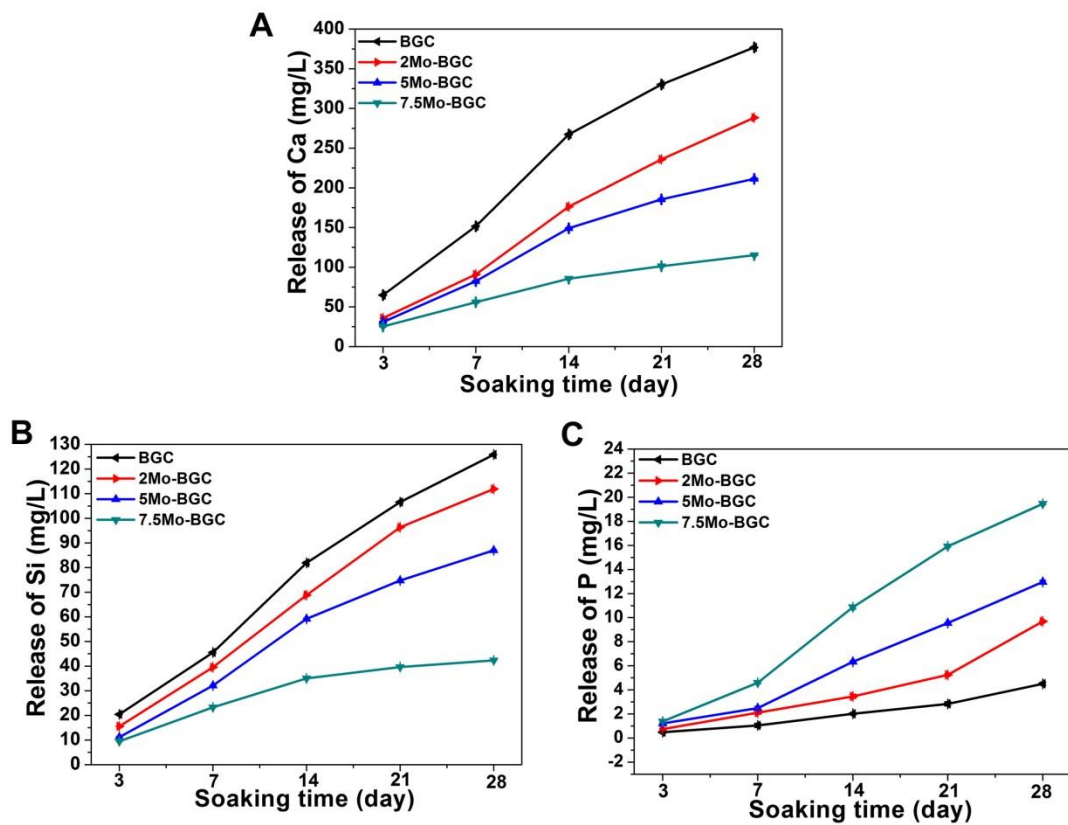 A
400
350
300
250
200
150
100
50
0
Release of Ca (mg/L)
BGC
2Mo-BGC
5Mo-BGC
7.5Mo-BGC
3 7 14 21 28
Soaking time (day)
B
130
120
110
100
90
80
70
60
50
40
30
20
10
0
Release of Si (mg/L)
BGC
2Mo-BGC
5Mo-BGC
7.5Mo-BGC
3 7 14 21 28
Soaking time (day)
C
24
22
20
18
16
14
12
10
8
6
4
2
0
-2
Release of P (mg/L)
BGC
2Mo-BGC
5Mo-BGC
7.5Mo-BGC
3 7 14 21 28
Soaking time (day)